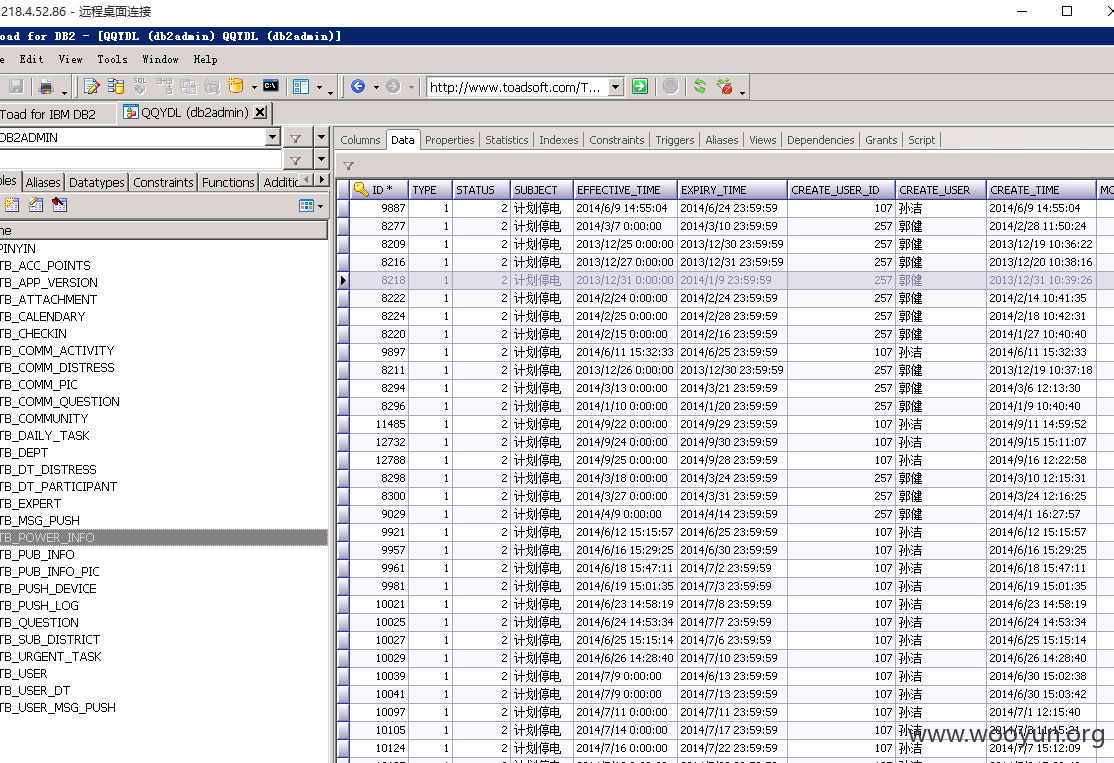 218.4.52.86 - 远程桌面连接
oad for DB2 - [QQYDL (db2admin) QQYDL (db2admin)]
e Edit View Tools Window Help
http://www.toadsoft.com/T...
Toad for IBM DB2 QQYDL (db2admin)
DB2ADMIN
Columns Data Properties Statistics Indexes Constraints Triggers Aliases Views Dependencies Grants Script
les Aliases Datatypes Constraints Functions Additic
me
PINYIN
TB_ACC_POINTS
TB_APP_VERSION
TB_ATTACHMENT
TB_CALENDARY
TB_CHECKIN
TB_COMM_ACTIVITY
TB_COMM_DISTRESS
TB_COMM_PIC
TB_COMM_QUESTION
TB_COMMUNITY
TB_DAILY_TASK
TB_DEPT
TB_DT_DISTRESS
TB_DT_PARTICIPANT
TB_EXPERT
TB_MSG_PUSH
TB_POWER_INFO
TB_PUB_INFO
TB_PUB_INFO_PIC
TB_PUSH_DEVICE
TB_PUSH_LOG
TB_QUESTION
TB_SUB_DISTRICT
TB_URGENT_TASK
TB_USER
TB_USER_DT
TB_USER_MSG_PUSH
ID * TYPE STATUS SUBJECT EFFECTIVE_TIME EXPIRY_TIME CREATE_USER_ID CREATE_USER CREATE_TIME MO
9887 1 2 计划停电 2014/6/9 14:55:04 2014/6/24 23:59:59 107 孙洁 2014/6/9 14:55:04
8277 1 2 计划停电 2014/3/7 0:00:00 2014/3/10 23:59:59 257 郭健 2014/2/28 11:50:24
8209 1 2 计划停电 2013/12/25 0:00:00 2013/12/30 23:59:59 257 郭健 2013/12/19 10:36:22
8216 1 2 计划停电 2013/12/27 0:00:00 2013/12/30 23:59:59 257 郭健 2013/12/20 10:38:16
8218 1 2 计划停电 2013/12/31 0:00:00 2014/1/9 23:59:59 257 郭健 2013/12/31 10:39:26
8222 1 2 计划停电 2014/2/24 0:00:00 2014/2/24 23:59:59 257 郭健 2014/2/14 10:41:35
8224 1 2 计划停电 2014/2/25 0:00:00 2014/2/28 23:59:59 257 郭健 2014/2/18 10:42:31
8220 1 2 计划停电 2014/2/15 0:00:00 2014/2/16 23:59:59 257 郭健 2014/1/27 10:40:40
9897 1 2 计划停电 2014/6/11 15:32:33 2014/6/25 23:59:59 107 孙洁 2014/6/11 15:32:33
8211 1 2 计划停电 2013/12/26 0:00:00 2013/12/30 23:59:59 257 郭健 2013/12/19 10:37:18
8294 1 2 计划停电 2014/3/13 0:00:00 2014/3/21 23:59:59 257 郭健 2014/3/6 12:13:30
8296 1 2 计划停电 2014/1/10 0:00:00 2014/1/20 23:59:59 257 郭健 2014/1/9 10:40:40
11485 1 2 计划停电 2014/9/22 0:00:00 2014/9/29 23:59:59 107 孙洁 2014/9/11 14:59:52
12732 1 2 计划停电 2014/9/24 0:00:00 2014/9/30 23:59:59 107 孙洁 2014/9/15 15:11:07
12788 1 2 计划停电 2014/9/25 0:00:00 2014/9/28 23:59:59 107 孙洁 2014/9/16 12:22:58
8298 1 2 计划停电 2014/3/18 0:00:00 2014/3/24 23:59:59 257 郭健 2014/3/10 12:15:31
8300 1 2 计划停电 2014/3/27 0:00:00 2014/3/31 23:59:59 257 郭健 2014/3/24 12:16:25
9029 1 2 计划停电 2014/4/9 0:00:00 2014/4/14 23:59:59 257 郭健 2014/4/1 16:27:57
9921 1 2 计划停电 2014/6/12 15:15:57 2014/6/25 23:59:59 107 孙洁 2014/6/12 15:15:57
9957 1 2 计划停电 2014/6/16 15:29:25 2014/6/30 23:59:59 107 孙洁 2014/6/16 15:29:25
9961 1 2 计划停电 2014/6/18 15:47:11 2014/7/2 23:59:59 107 孙洁 2014/6/18 15:47:11
9981 1 2 计划停电 2014/6/19 15:01:35 2014/7/3 23:59:59 107 孙洁 2014/6/19 15:01:35
10021 1 2 计划停电 2014/6/23 14:58:19 2014/7/8 23:59:59 107 孙洁 2014/6/23 14:58:19
10025 1 2 计划停电 2014/6/24 14:53:34 2014/7/7 23:59:59 107 孙洁 2014/6/24 14:53:34
10027 1 2 计划停电 2014/6/25 15:15:14 2014/7/6 23:59:59 107 孙洁 2014/6/25 15:15:14
10029 1 2 计划停电 2014/6/26 14:28:40 2014/7/10 23:59:59 107 孙洁 2014/6/26 14:28:40
10039 1 2 计划停电 2014/7/9 0:00:00 2014/6/13 23:59:59 107 孙洁 2014/6/30 15:02:38
10041 1 2 计划停电 2014/7/9 0:00:00 2014/7/13 23:59:59 107 孙洁 2014/6/30 15:03:42
10097 1 2 计划停电 2014/7/11 0:00:00 2014/7/11 23:59:59 107 孙洁 2014/7/1 12:15:40
10105 1 2 计划停电 2014/7/14 0:00:00 2014/7/17 23:59:59 107 孙洁
10124 1 2 计划停电 2014/7/16 0:00:00 2014/7/22 23:59:59 107 孙洁 2014/7/7 15:12:09
www.wooyun.org